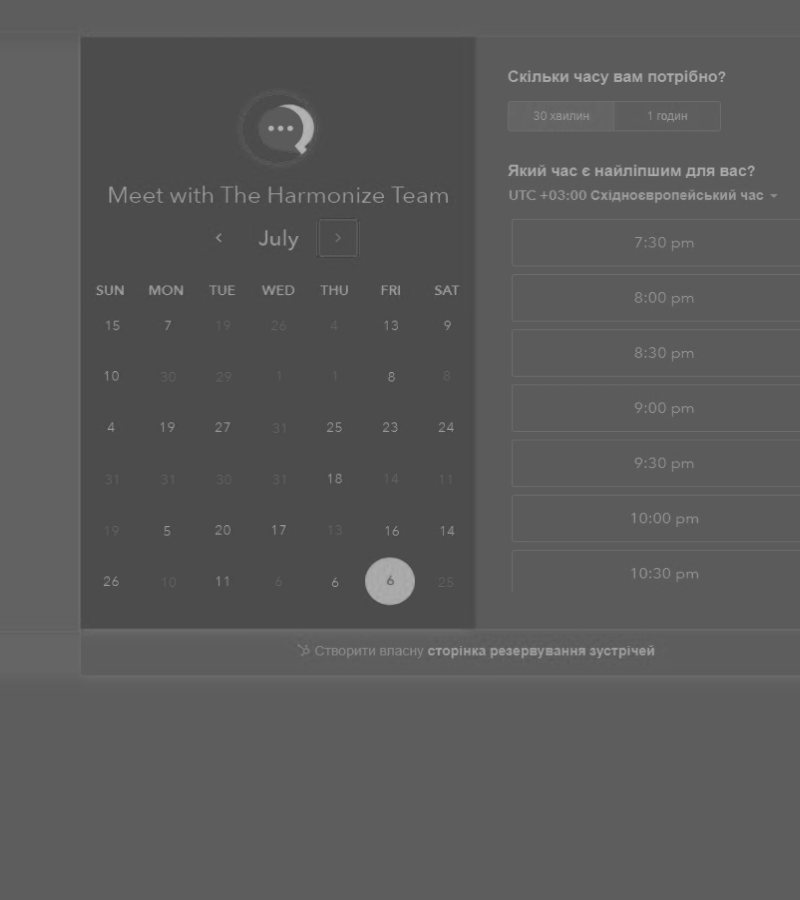 Meet with The Harmonize Team
July
SUN MON TUE WED THU FRI SAT
15 7 19 26 4 13 9
10 30 29 1 1 8 8
4 19 27 31 25 23 24
31 31 30 31 18 14 11
19 5 20 17 13 16 14
26 10 11 6 6 6 25
Скільки часу вам потрібно?
30 хвилин 1 годин
Який час є найліпшим для вас?
UTC +03:00 Східноєвропейський час
7:30 pm
8:00 pm
8:30 pm
9:00 pm
9:30 pm
10:00 pm
10:30 pm
Створити власну сторінка резервування зустрічей